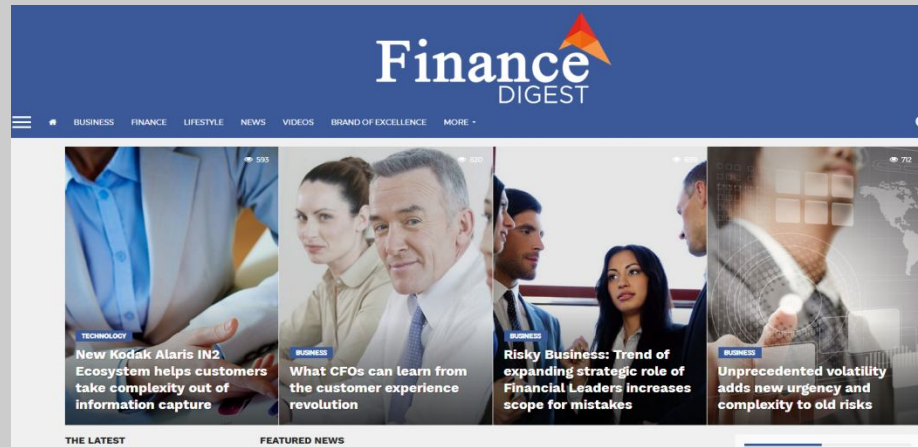 Finance
DIGEST
BUSINESS FINANCE LIFESTYLE NEWS VIDEOS BRAND OF EXCELLENCE MORE
593
712
TECHNOLOGY
New Kodak Alaris IN2
Ecosystem helps customers
take complexity out of
information capture
BUSINESS
What CFOs can learn from
the customer experience
revolution
BUSINESS
Risky Business: Trend of
expanding strategic role of
Financial Leaders increases
scope for mistakes
BUSINESS
Unprecedented volatility
adds new urgency and
complexity to old risks
THE LATEST
FEATURED NEWS